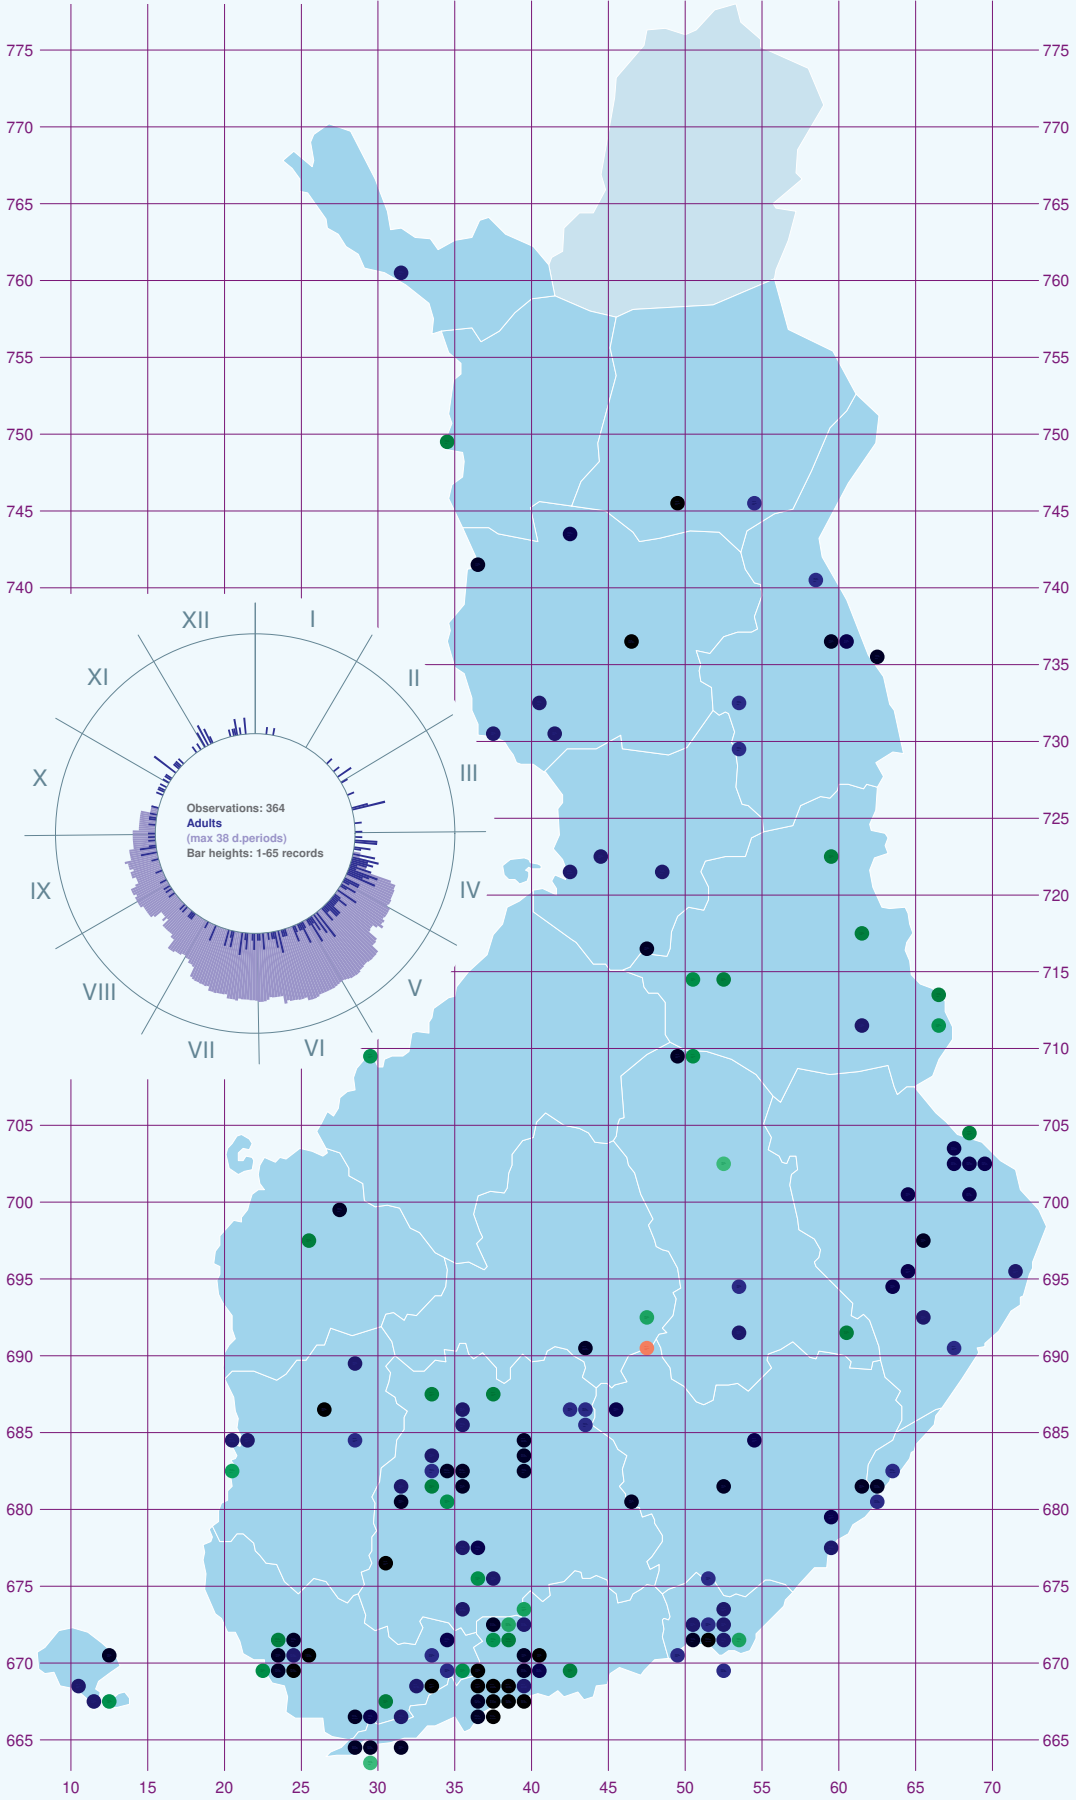 775 775
770 770
765 765
760 760
755 755
750 750
745 745
740 740
XII I
XI II
735
730
X III
Observations: 364
Adults
(max 38 d.periods)
Bar heights: 1-65 records
725
IX IV
720
VIII V
715
VII VI
710
705 705
700 700
695 695
690 690
685 685
680 680
675 675
670 670
665 665
10 15 20 25 30 35 40 45 50 55 60 65 70